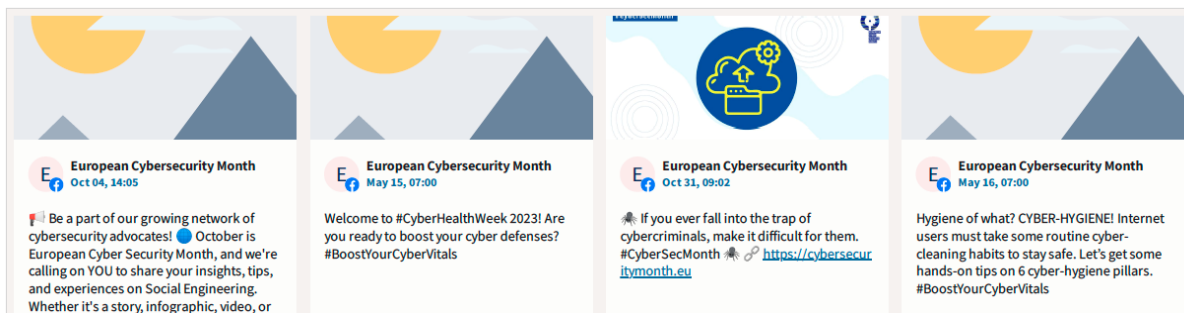 European Cybersecurity Month
Oct 04, 14:05
📢 Be a part of our growing network of
cybersecurity advocates! 🔵 October is
European Cyber Security Month, and we're
calling on YOU to share your insights, tips,
and experiences on Social Engineering.
Whether it's a story, infographic, video, or
European Cybersecurity Month
May 15, 07:00
Welcome to #CyberHealthWeek 2023! Are
you ready to boost your cyber defenses?
#BoostYourCyberVitals
European Cybersecurity Month
Oct 31, 09:02
🕷 If you ever fall into the trap of
cybercriminals, make it difficult for them.
#CyberSecMonth 🕷 🔗 https://cybersecur
itymonth.eu
European Cybersecurity Month
May 16, 07:00
Hygiene of what? CYBER-HYGIENE! Internet
users must take some routine cyber-
cleaning habits to stay safe. Let's get some
hands-on tips on 6 cyber-hygiene pillars.
#BoostYourCyberVitals